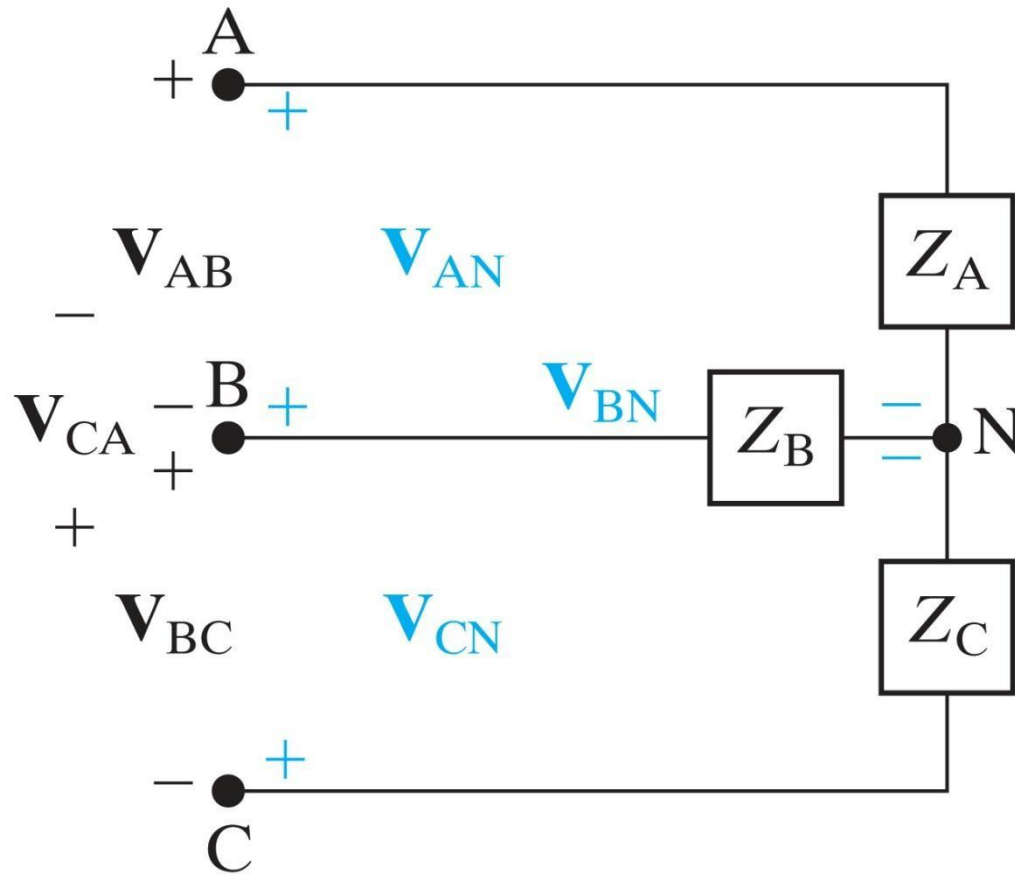 A
+
+
V_AB
V_AN
Z_A
−
B
−
+
V_BN
−
V_CA
Z_B
N
+
−
+
V_BC
V_CN
Z_C
−
+
C